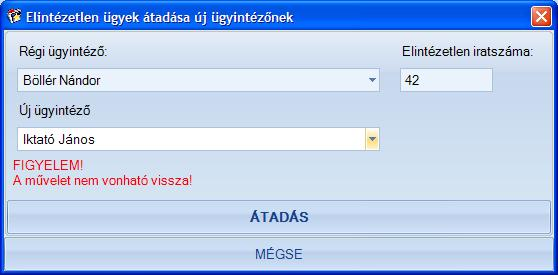 Elintézetlen ügyek átadása új ügyintézőnek
Régi ügyintéző: Elintézetlen iratszáma:
Böllér Nándor 42
Új ügyintéző
Iktató János
FIGYELEM!
A művelet nem vonható vissza!
ÁTADÁS
MÉGSE